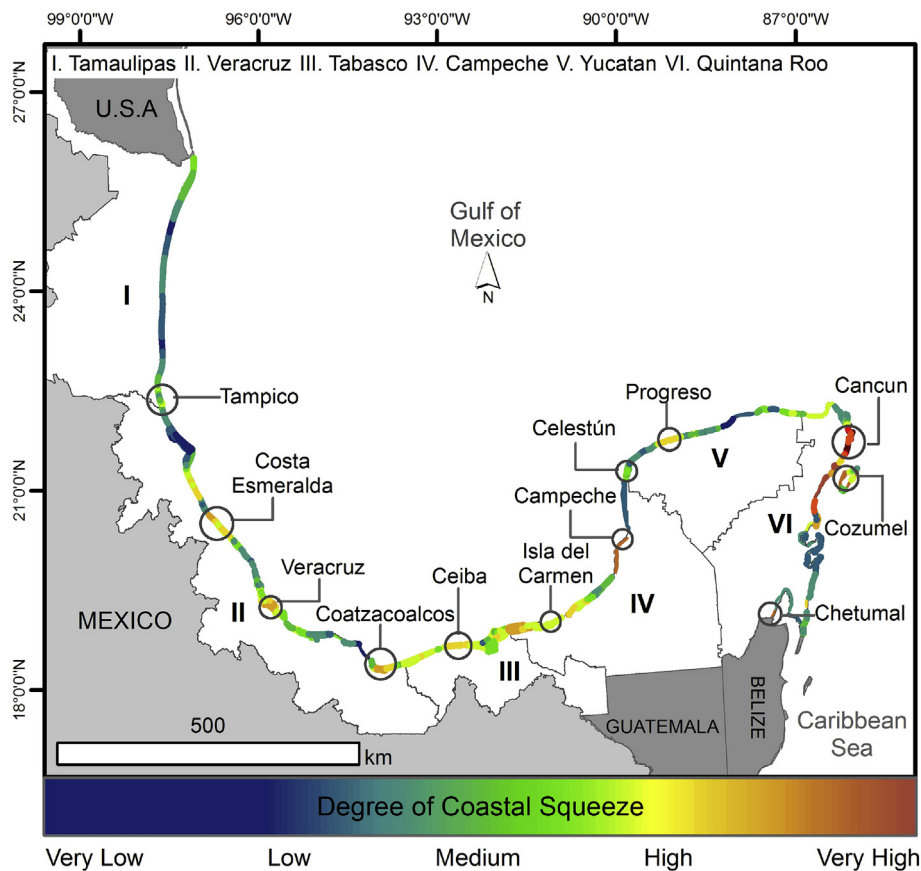 99°0'0"W 96°0'0"W 93°0'0"W 90°0'0"W 87°0'0"W
I. Tamaulipas II. Veracruz III. Tabasco IV. Campeche V. Yucatan VI. Quintana Roo
27°0'0"N
24°0'0"N
21°0'0"N
18°0'0"N
U.S.A
Gulf of
Mexico
N
I
Tampico
Progreso
Cancun
Celestún
V
Costa
Esmeralda
Campeche
VI
Cozumel
Isla del
Carmen
Veracruz
Ceiba
IV
II
Coatzacoalcos
Chetumal
MEXICO
III
GUATEMALA
BELIZE
Caribbean
Sea
500
km
Degree of Coastal Squeeze
Very Low Low Medium High Very High